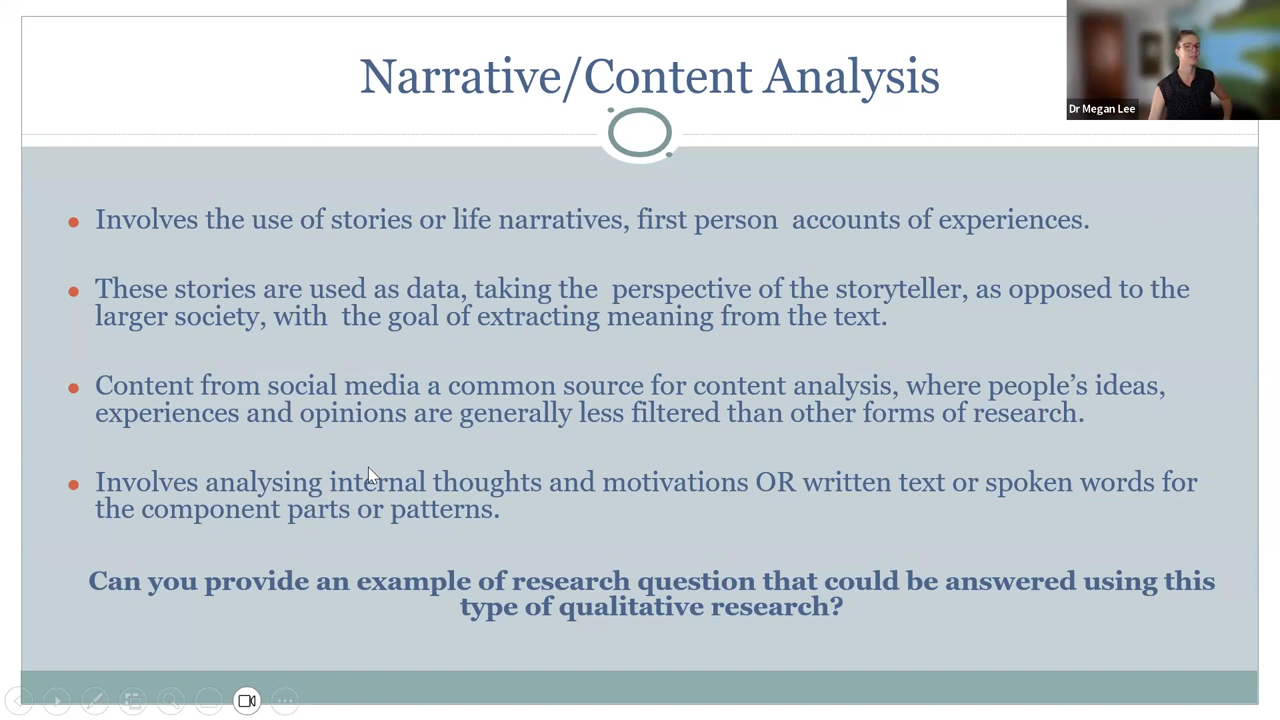 Narrative/Content Analysis
Dr Megan Lee
Involves the use of stories or life narratives, first person  accounts of experiences.
These stories are used as data, taking the  perspective of the storyteller, as opposed to the
larger society, with  the goal of extracting meaning from the text.
Content from social media a common source for content analysis, where people’s ideas,
experiences and opinions are generally less filtered than other forms of research.
Involves analysing internal thoughts and motivations OR written text or spoken words for
the component parts or patterns.
Can you provide an example of research question that could be answered using this
type of qualitative research?